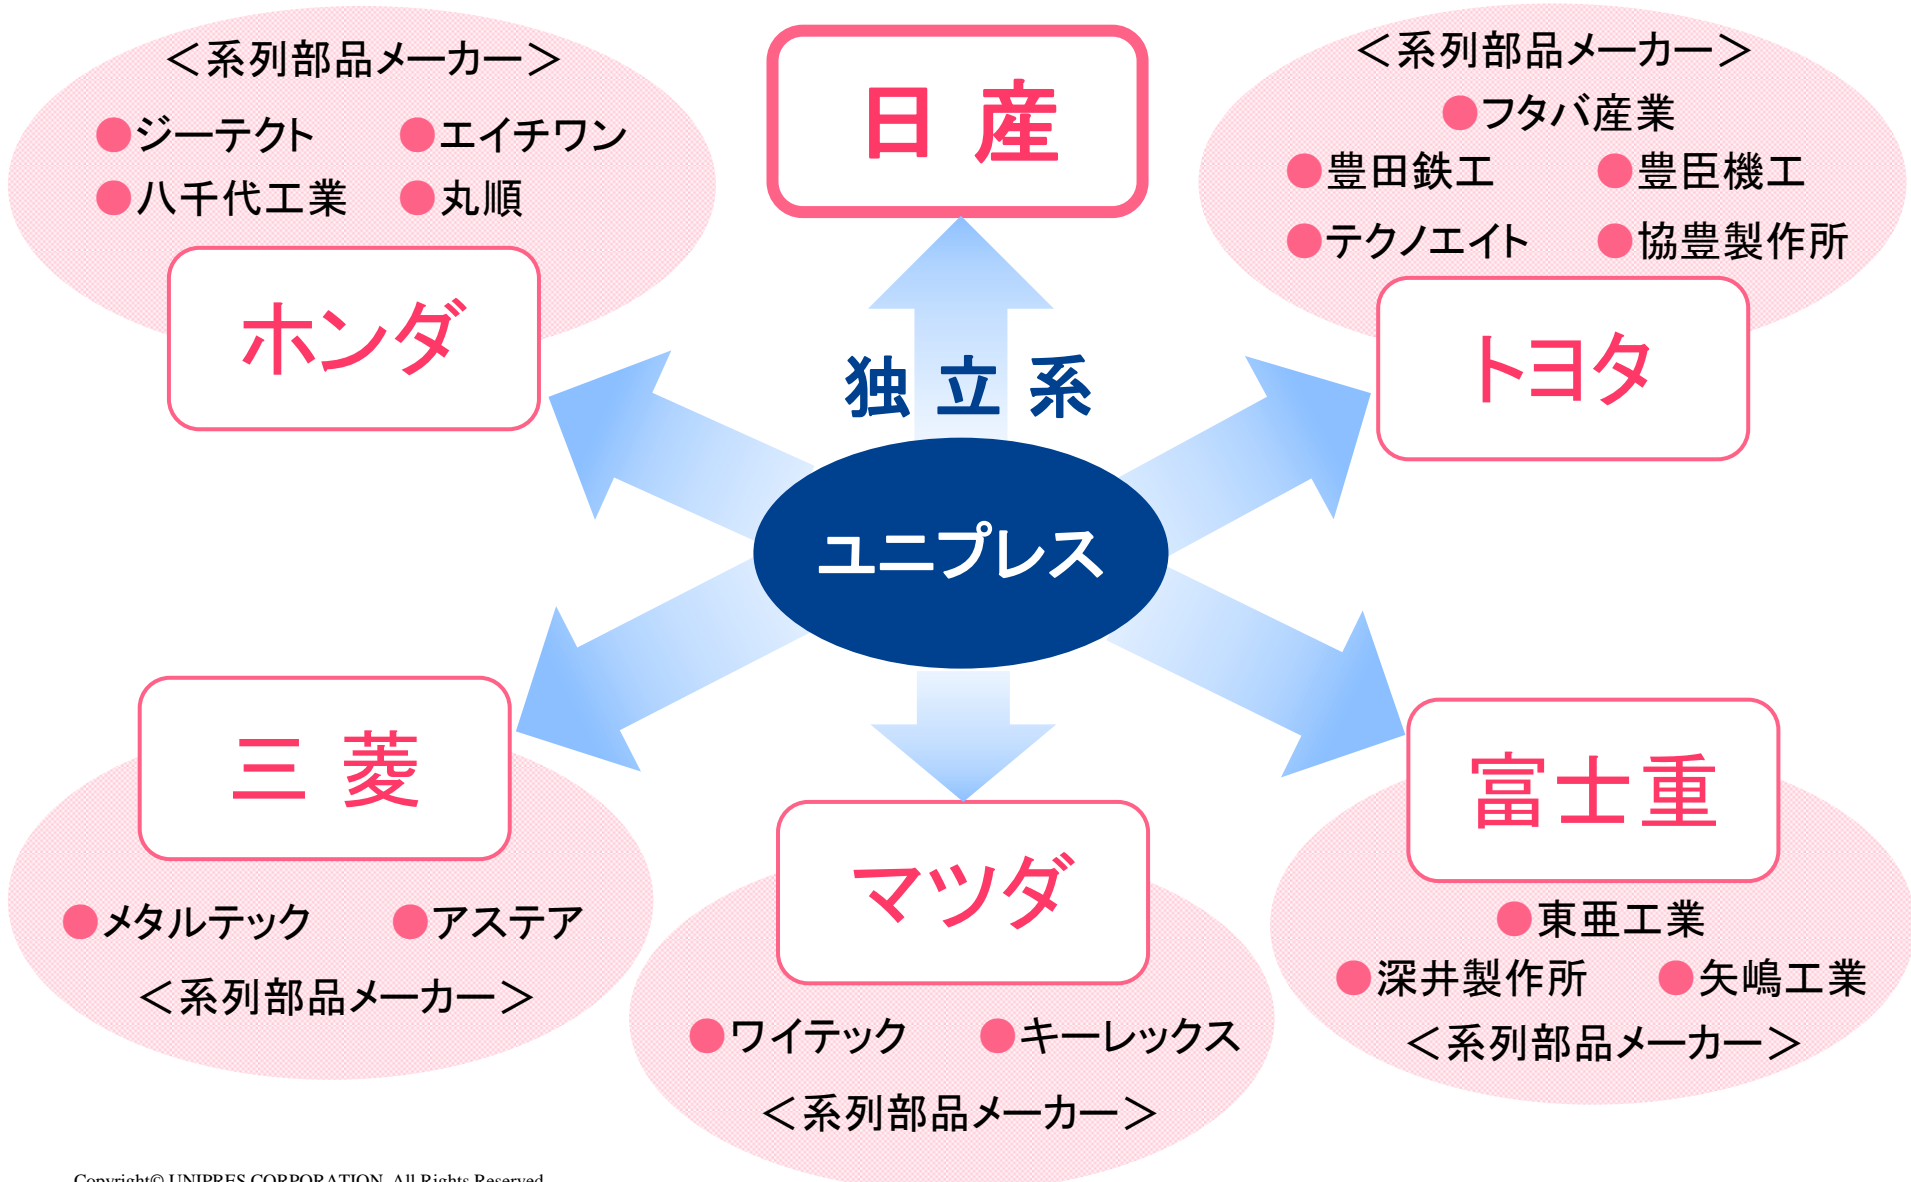 ＜系列部品メーカー＞
●ジーテクト ●エイチワン
●八千代工業 ●丸順
ホンダ
日 産
＜系列部品メーカー＞
●フタバ産業
●豊田鉄工 ●豊臣機工
●テクノエイト ●協豊製作所
トヨタ
独 立 系
ユニプレス
三 菱
●メタルテック ●アステア
＜系列部品メーカー＞
マツダ
●ワイテック ●キーレックス
＜系列部品メーカー＞
富士重
●東亜工業
●深井製作所 ●矢嶋工業
＜系列部品メーカー＞
Copyright© UNIPRES CORPORATION All Rights Reserved